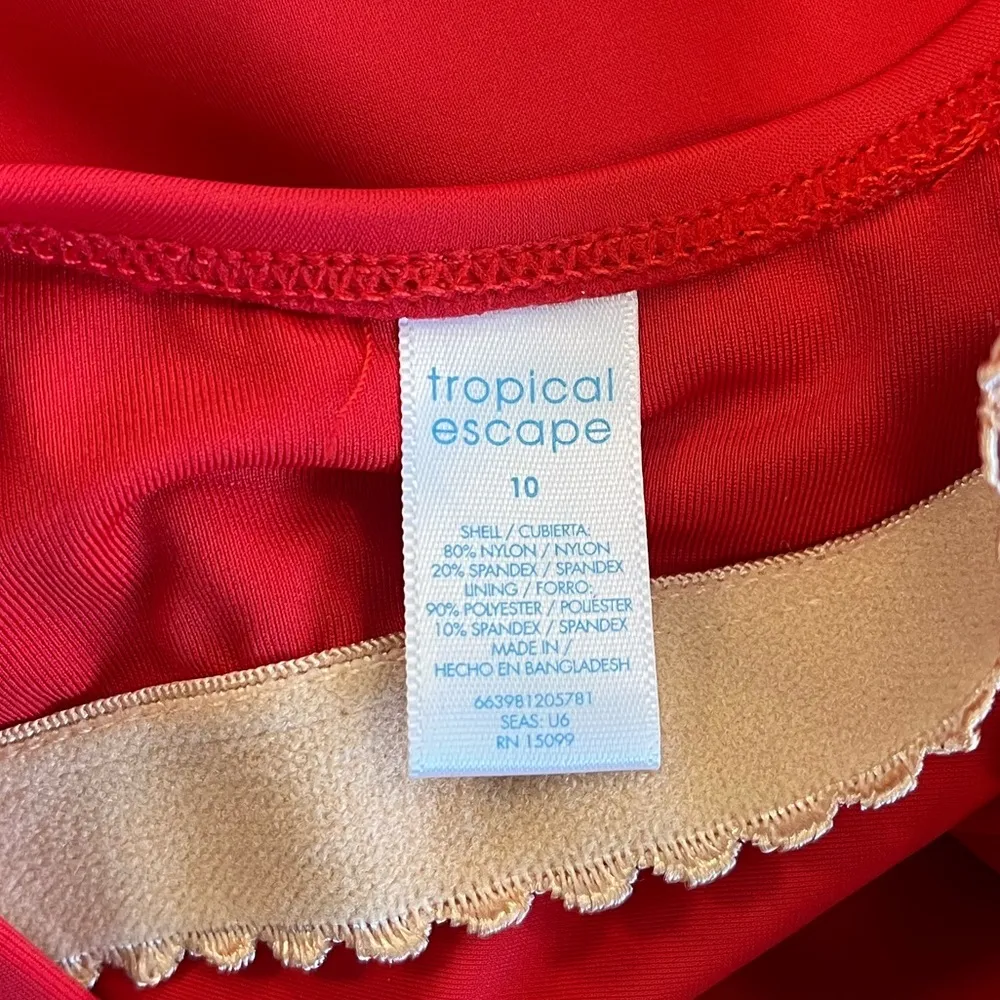 tropical
escape
10
SHELL / CUBIERTA:
80% NYLON / NYLON
20% SPANDEX / SPANDEX
LINING / FORRO:
90% POLYESTER / POLIÉSTER
10% SPANDEX / SPANDEX
MADE IN /
HECHO EN BANGLADESH
663981205781
SEAS: U6
RN 15099